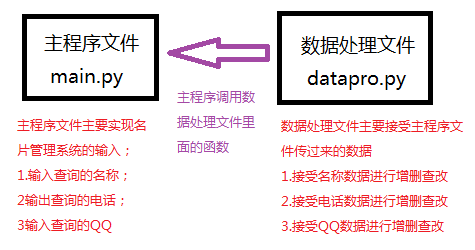 主程序文件
main.py
数据处理文件
datapro.py
主程序调用数
据处理文件里
面的函数
主程序文件主要实现名
片管理系统的输入；
1.输入查询的名称；
2输出查询的电话；
3输入查询的QQ
数据处理文件主要接受主程序文
件传过来的数据
1.接受名称数据进行增删查改
2.接受电话数据进行增删查改
3.接受QQ数据进行增删查改